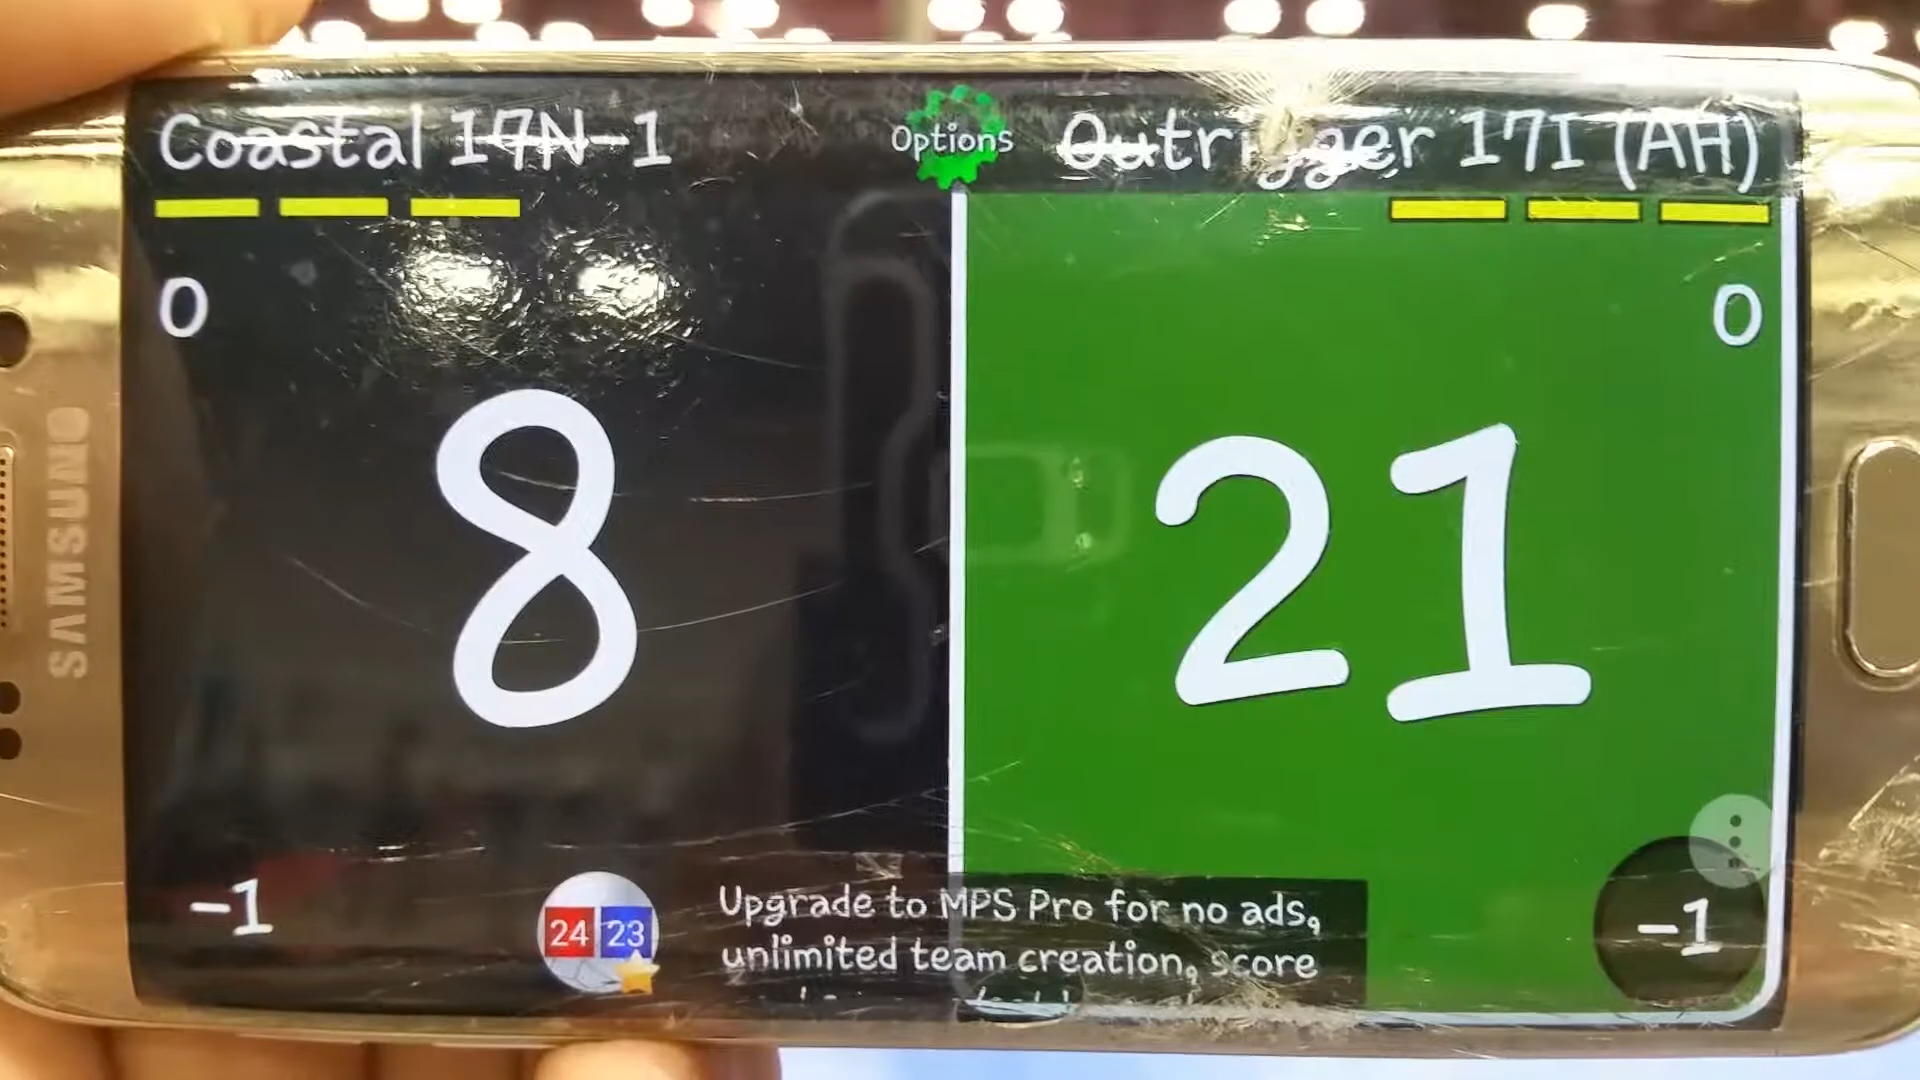 Coastal 17N-1
Options
Outrigger 17I (AH)
0
0
8
21
-1
24 23
Upgrade to MPS Pro for no ads,
unlimited team creation, score
-1
SAMSUNG